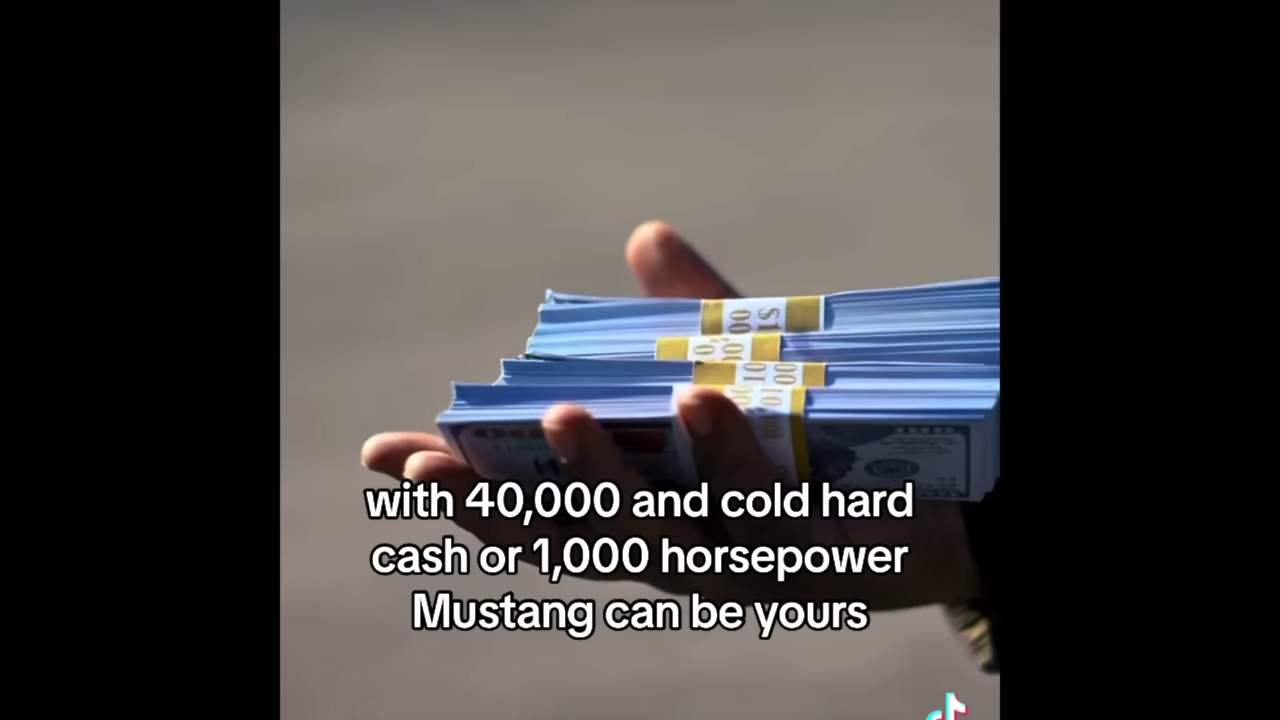 with 40,000 and cold hard
cash or 1,000 horsepower
Mustang can be yours